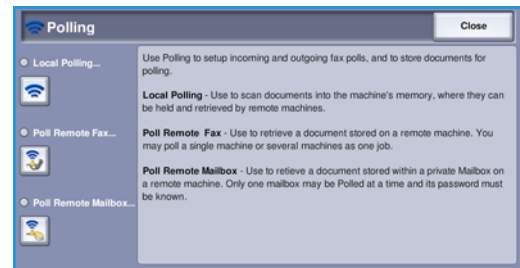 Polling
Close
Local Polling...
Poll Remote Fax...
Poll Remote Mailbox...
Use Polling to setup incoming and outgoing fax polls, and to store documents for
polling.
Local Polling - Use to scan documents into the machine's memory, where they can
be held and retrieved by remote machines.
Poll Remote Fax - Use to retrieve a document stored on a remote machine. You
may poll a single machine or several machines as one job.
Poll Remote Mailbox - Use to retieve a document stored within a private Mailbox on
a remote machine. Only one mailbox may be Polled at a time and its password must
be known.